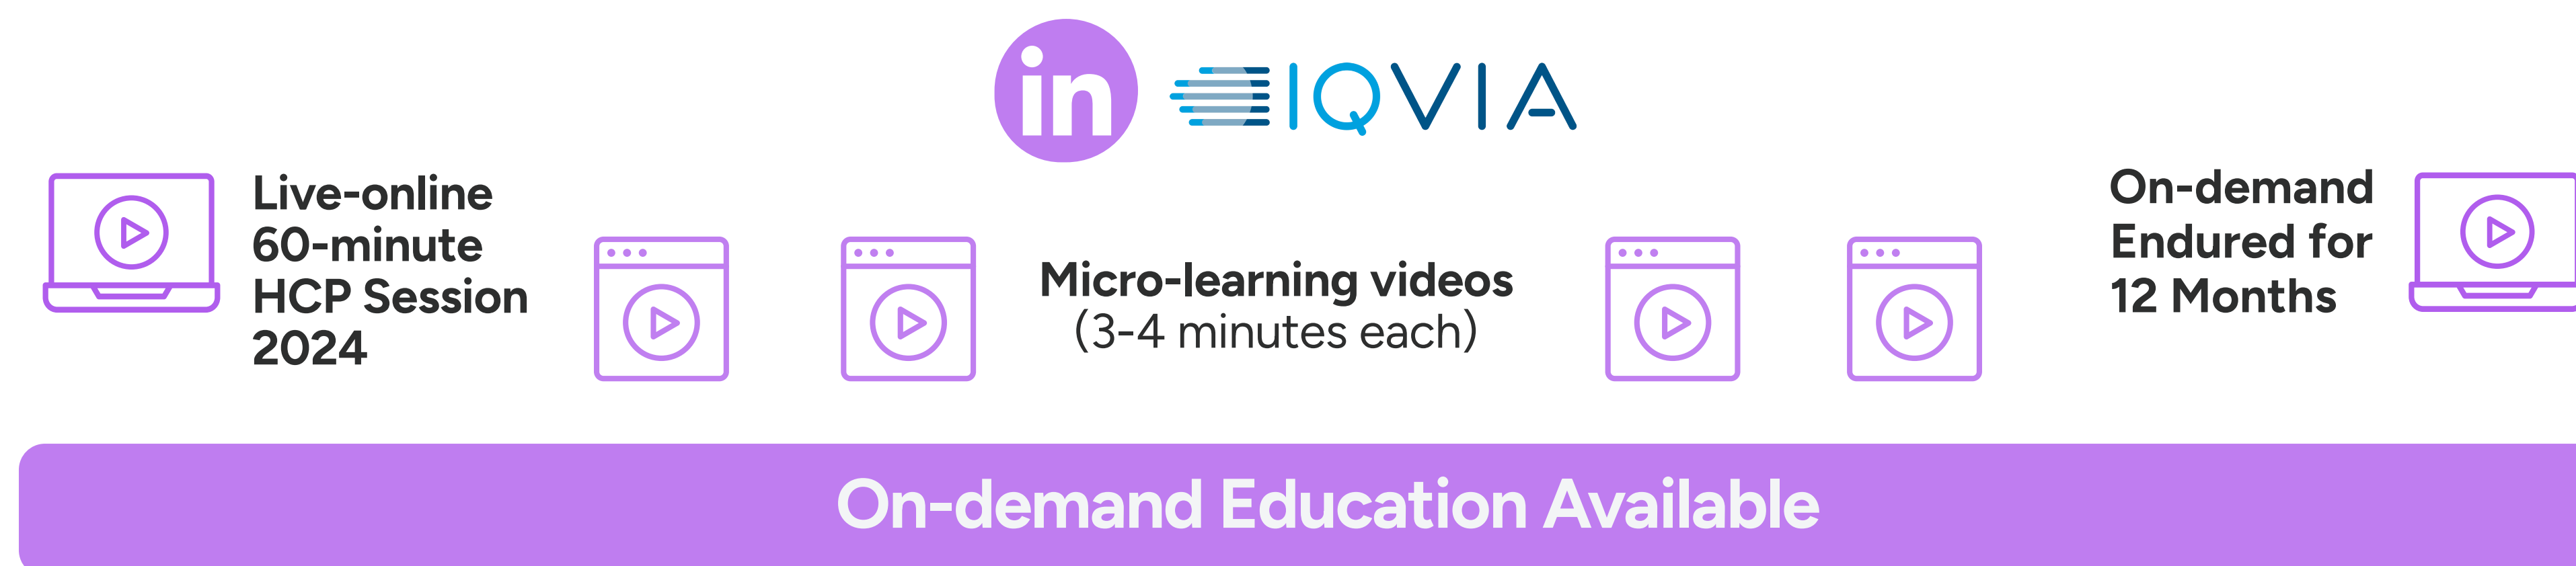 in IQVIA
Live-online
60-minute
HCP Session
2024
Micro-learning videos
(3-4 minutes each)
On-demand
Endured for
12 Months
On-demand Education Available